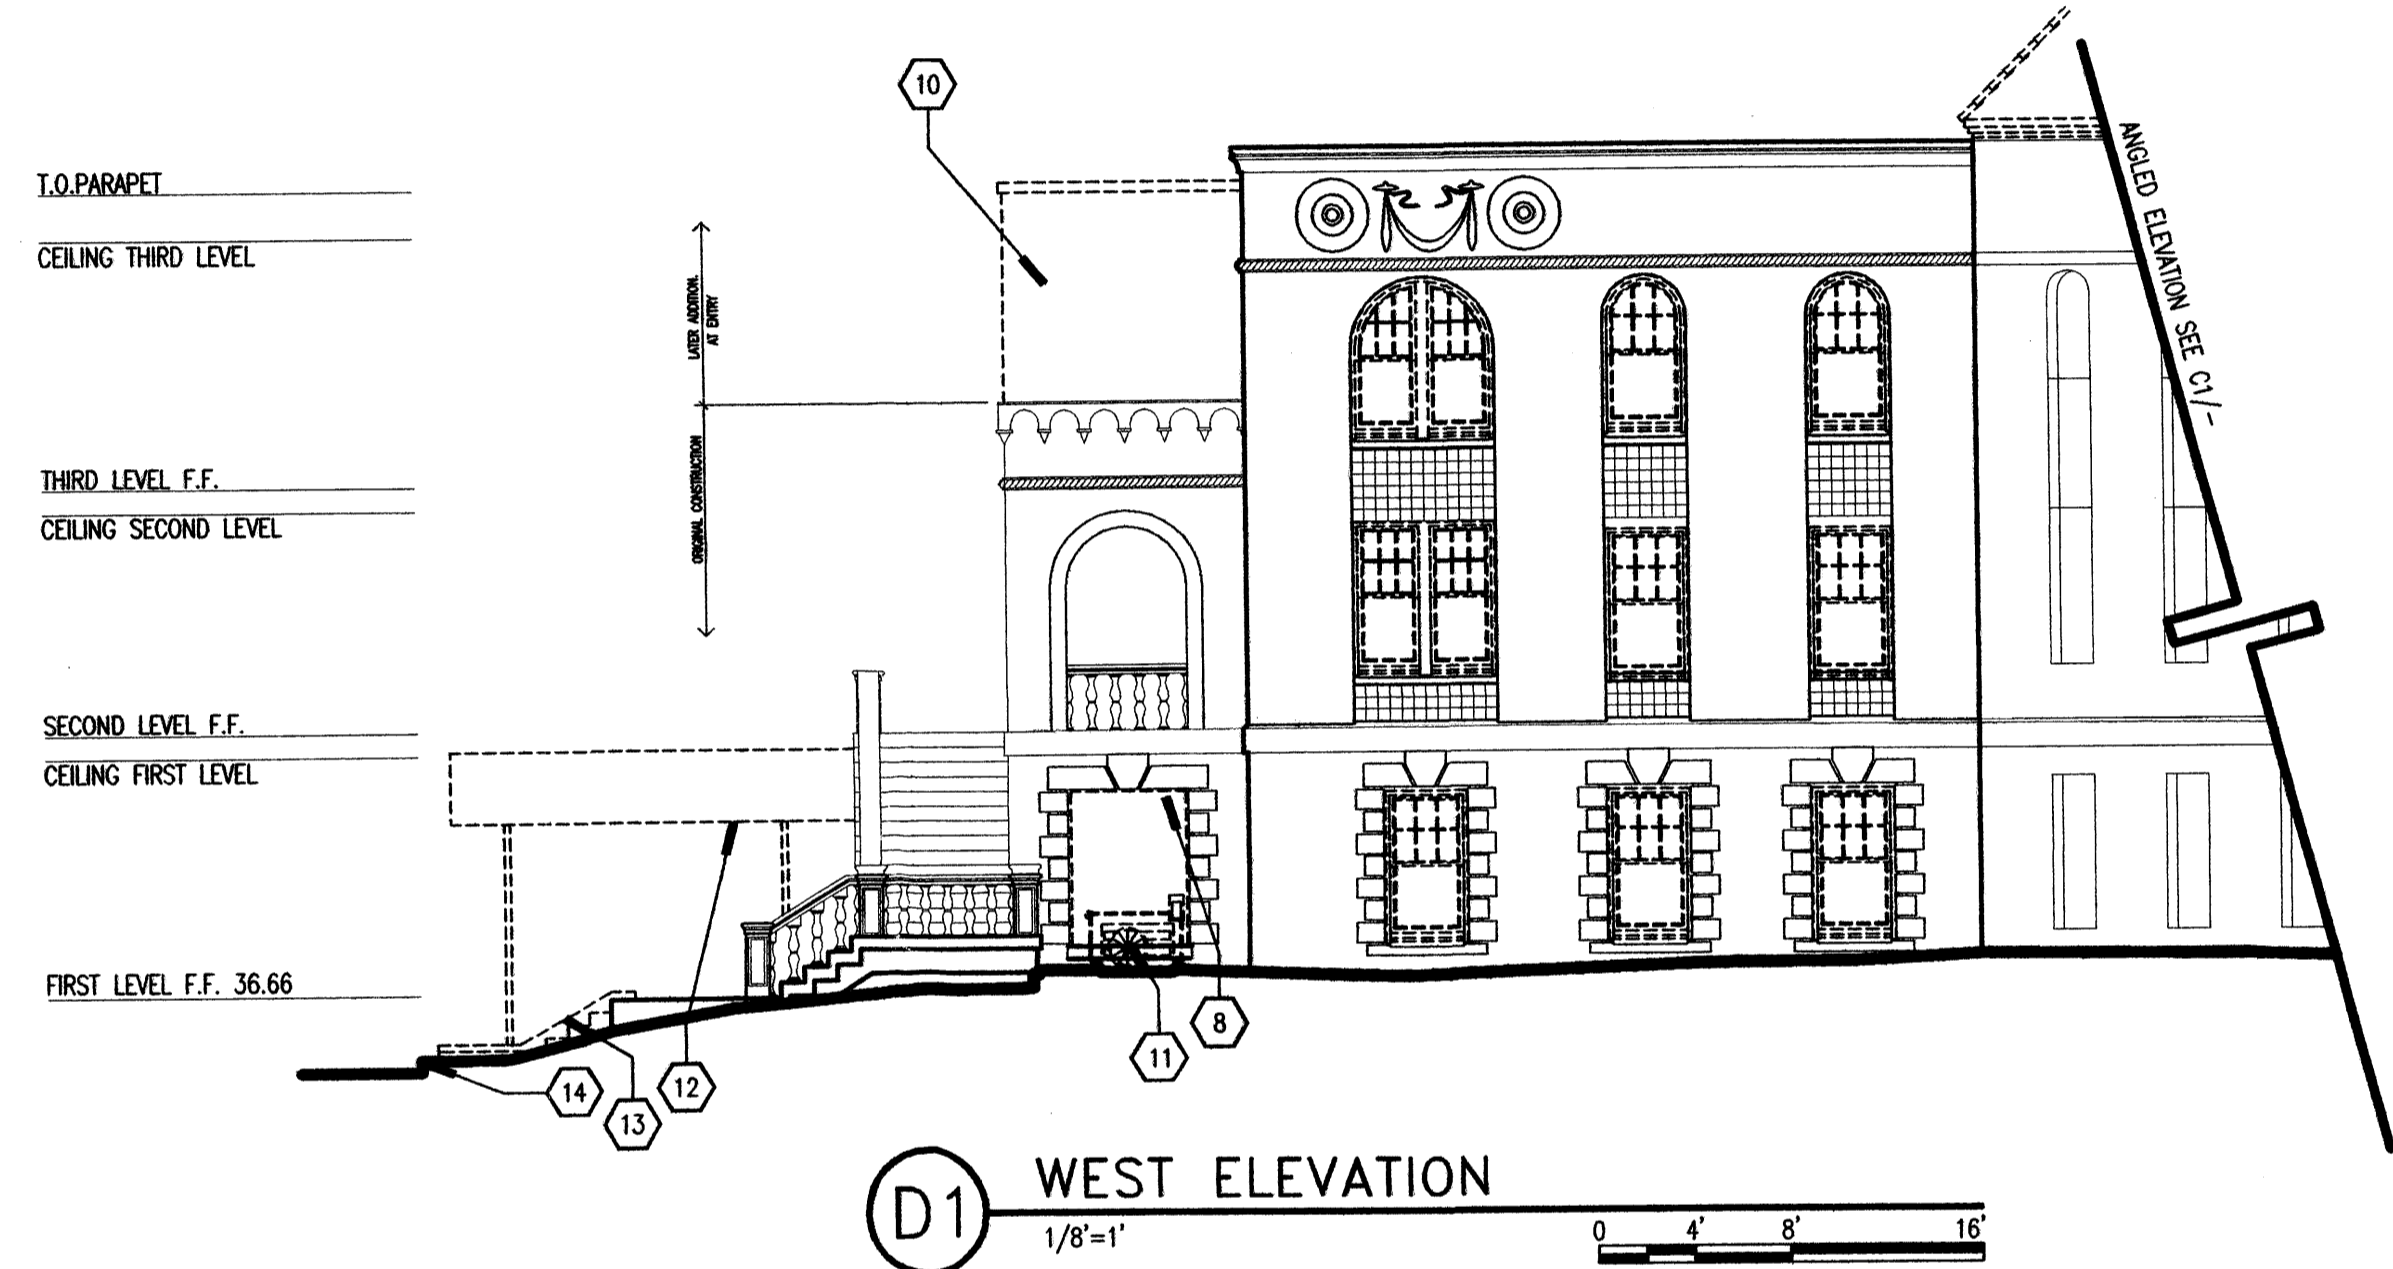 10
T.O.PARAPET
CEILING THIRD LEVEL
LATER ADDITION.
AT ENTRY
ANGLED ELEVATION SEE C1/-
ORIGINAL CONSTRUCTION
THIRD LEVEL F.F.
CEILING SECOND LEVEL
SECOND LEVEL F.F.
CEILING FIRST LEVEL
FIRST LEVEL F.F. 36.66
8
11
12
14
13
D1
WEST ELEVATION
1/8'=1'
0 4' 8' 16'